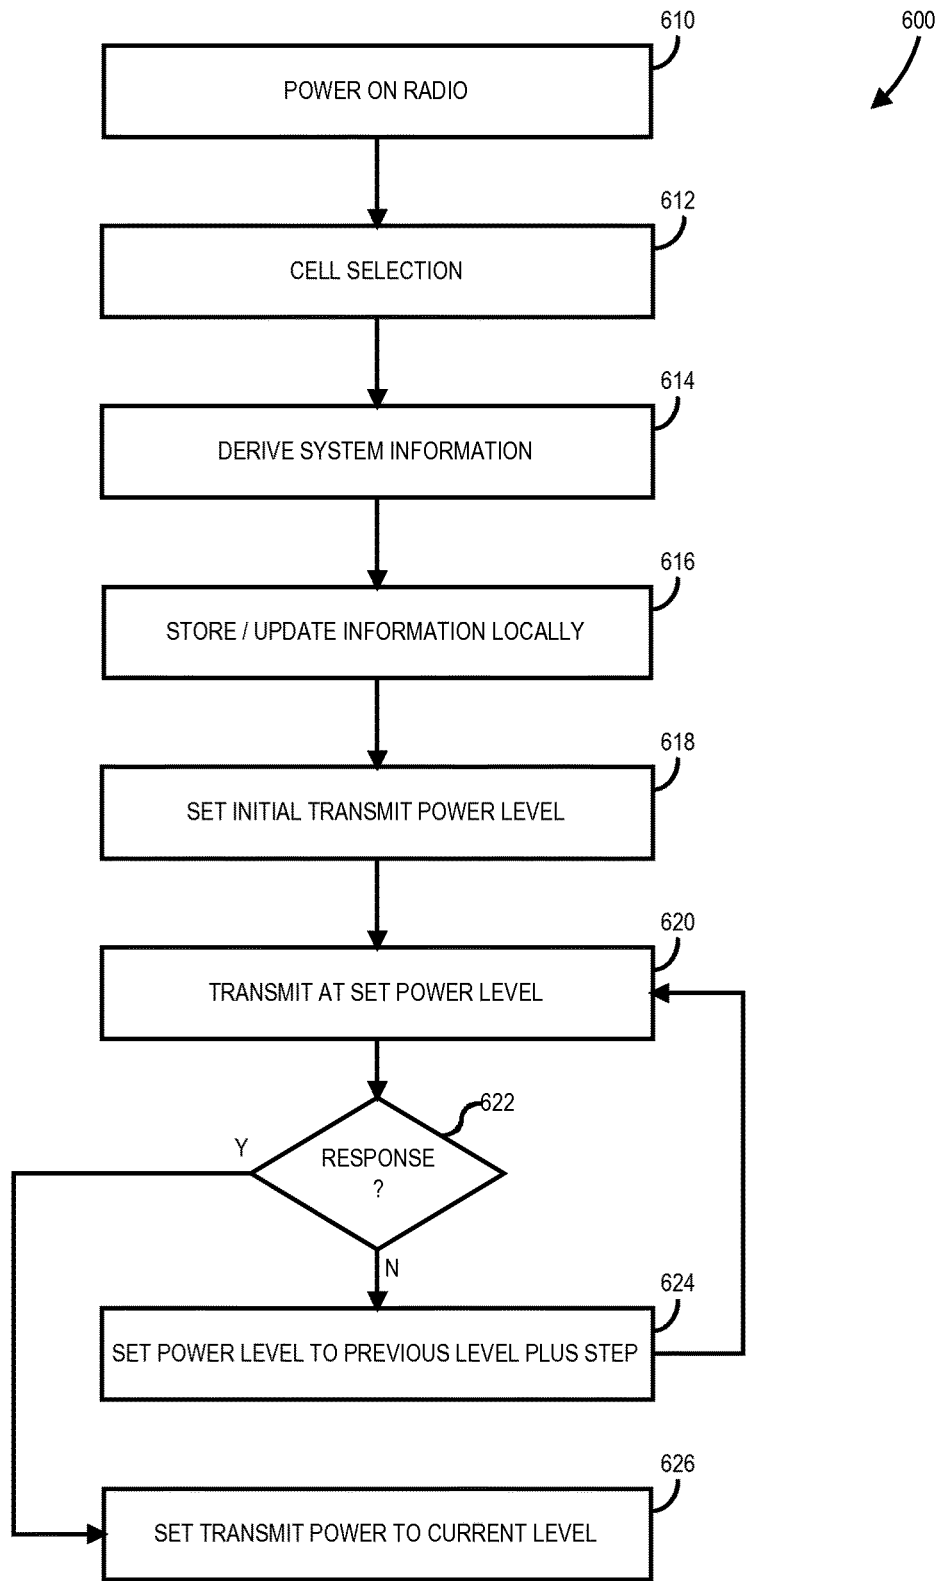 610
600
POWER ON RADIO
612
CELL SELECTION
614
DERIVE SYSTEM INFORMATION
616
STORE / UPDATE INFORMATION LOCALLY
618
SET INITIAL TRANSMIT POWER LEVEL
620
TRANSMIT AT SET POWER LEVEL
622
Y
RESPONSE
?
N
624
SET POWER LEVEL TO PREVIOUS LEVEL PLUS STEP
626
SET TRANSMIT POWER TO CURRENT LEVEL